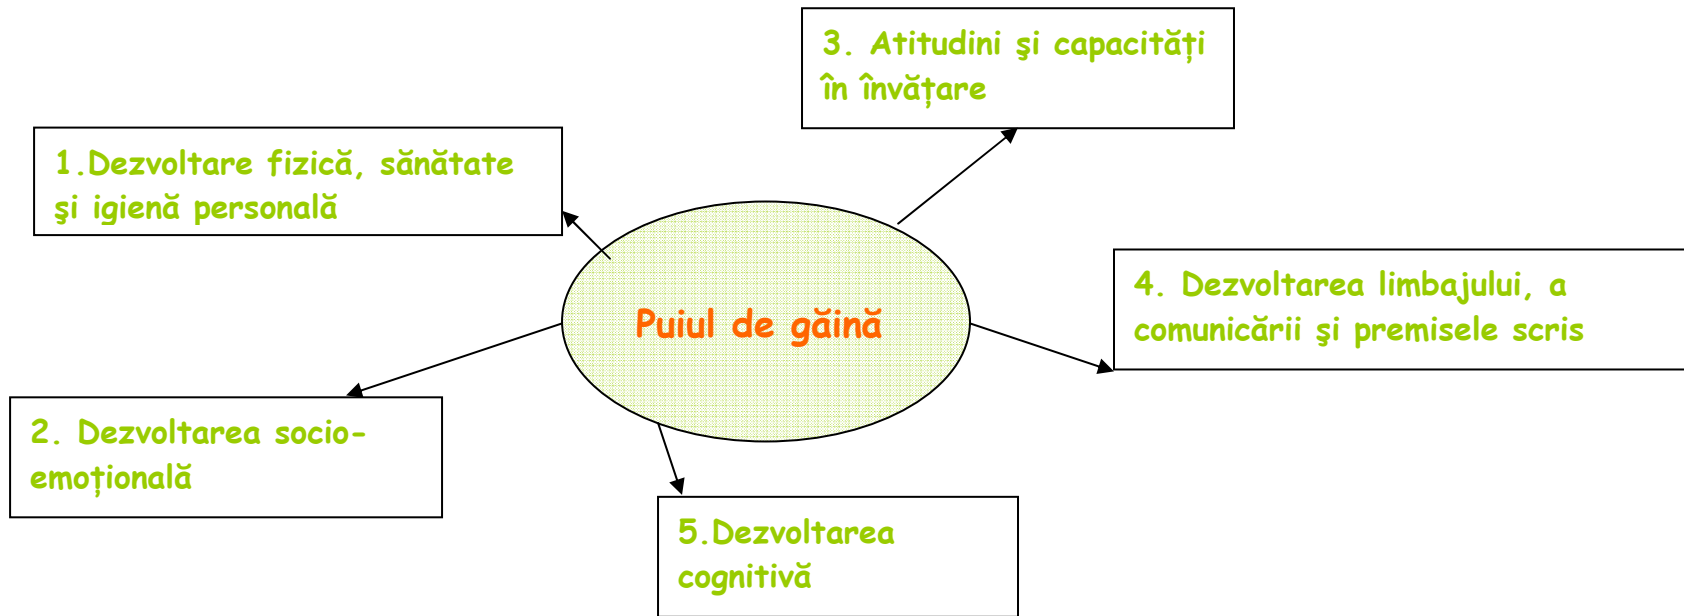 3. Atitudini şi capacități
în învățare
1.Dezvoltare fizică, sănătate
şi igienă personală
4. Dezvoltarea limbajului, a
comunicării şi premisele scris
Puiul de găină
2. Dezvoltarea socio-
emoțională
5.Dezvoltarea
cognitivă